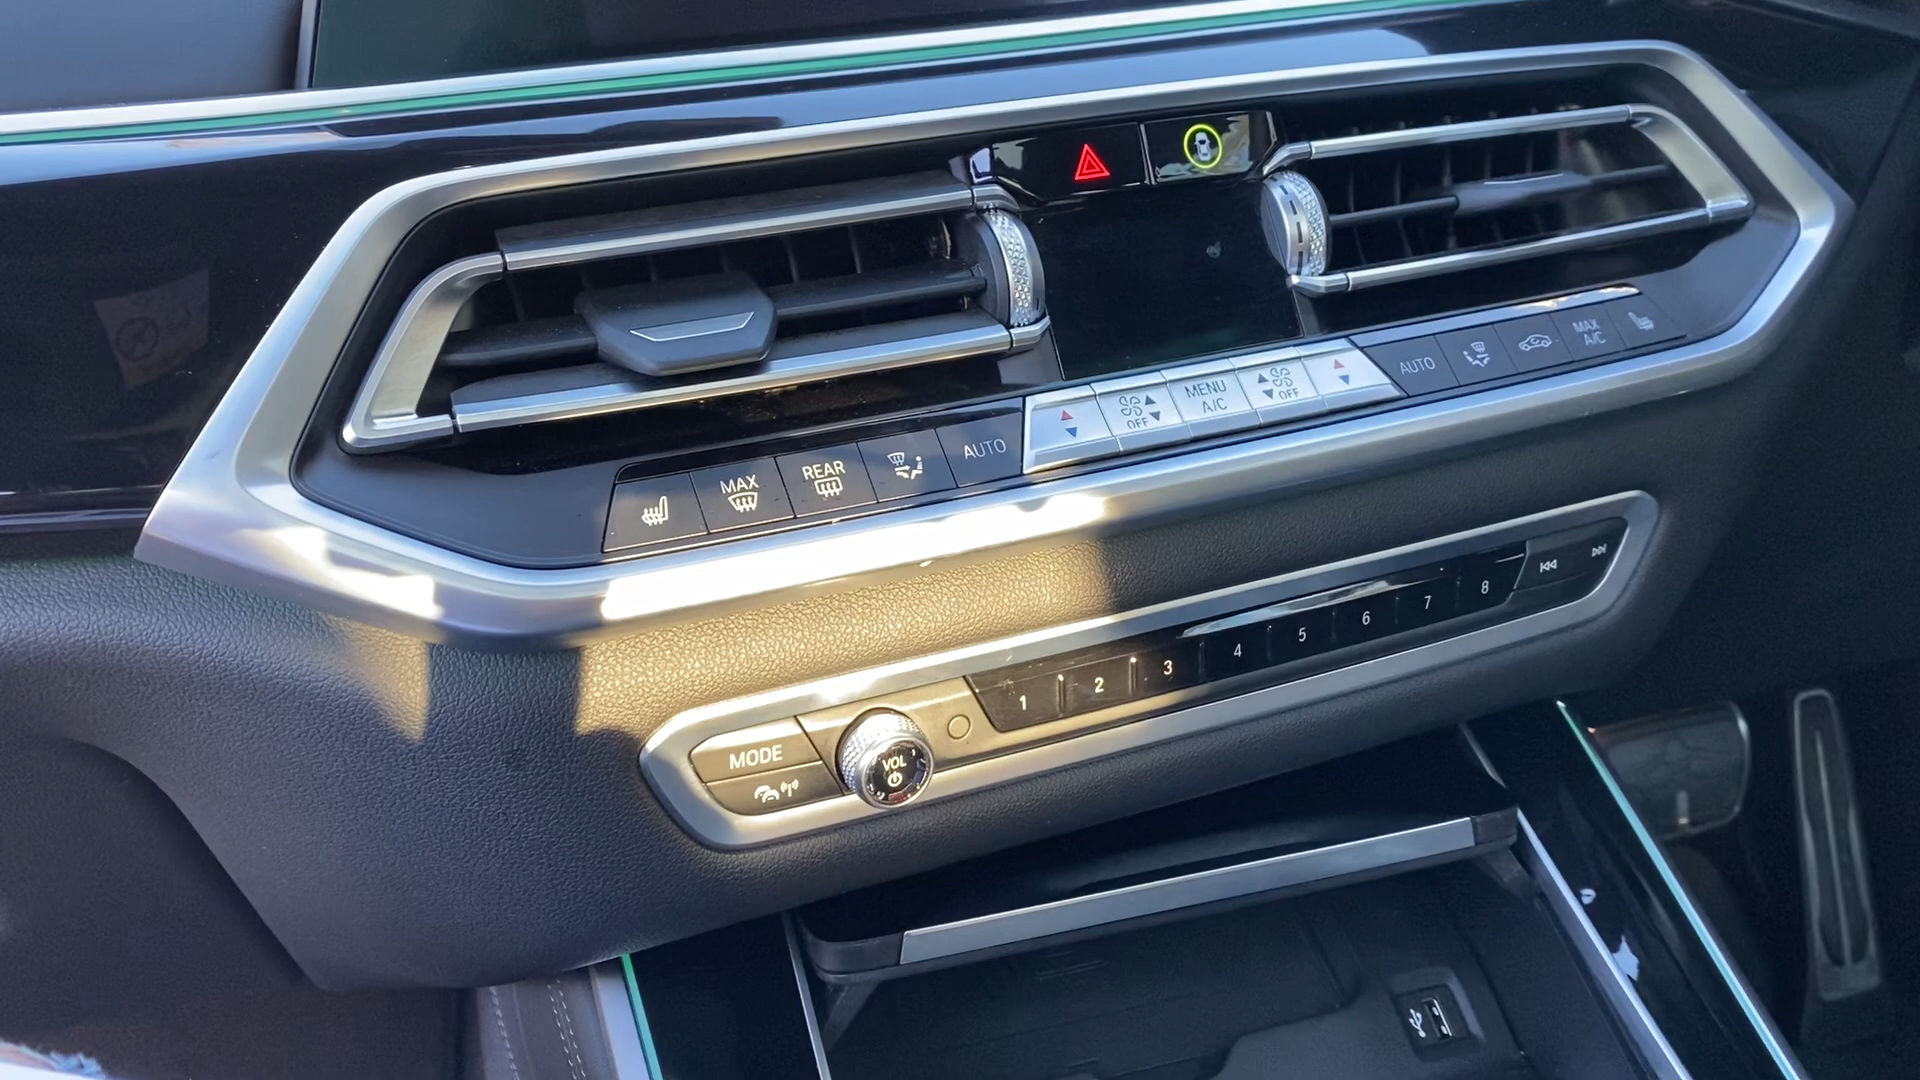 MAX
REAR
AUTO
OFF
MENU
A/C
OFF
AUTO
MAX
A/C
MODE
VOL
1 2 3 4 5 6 7 8